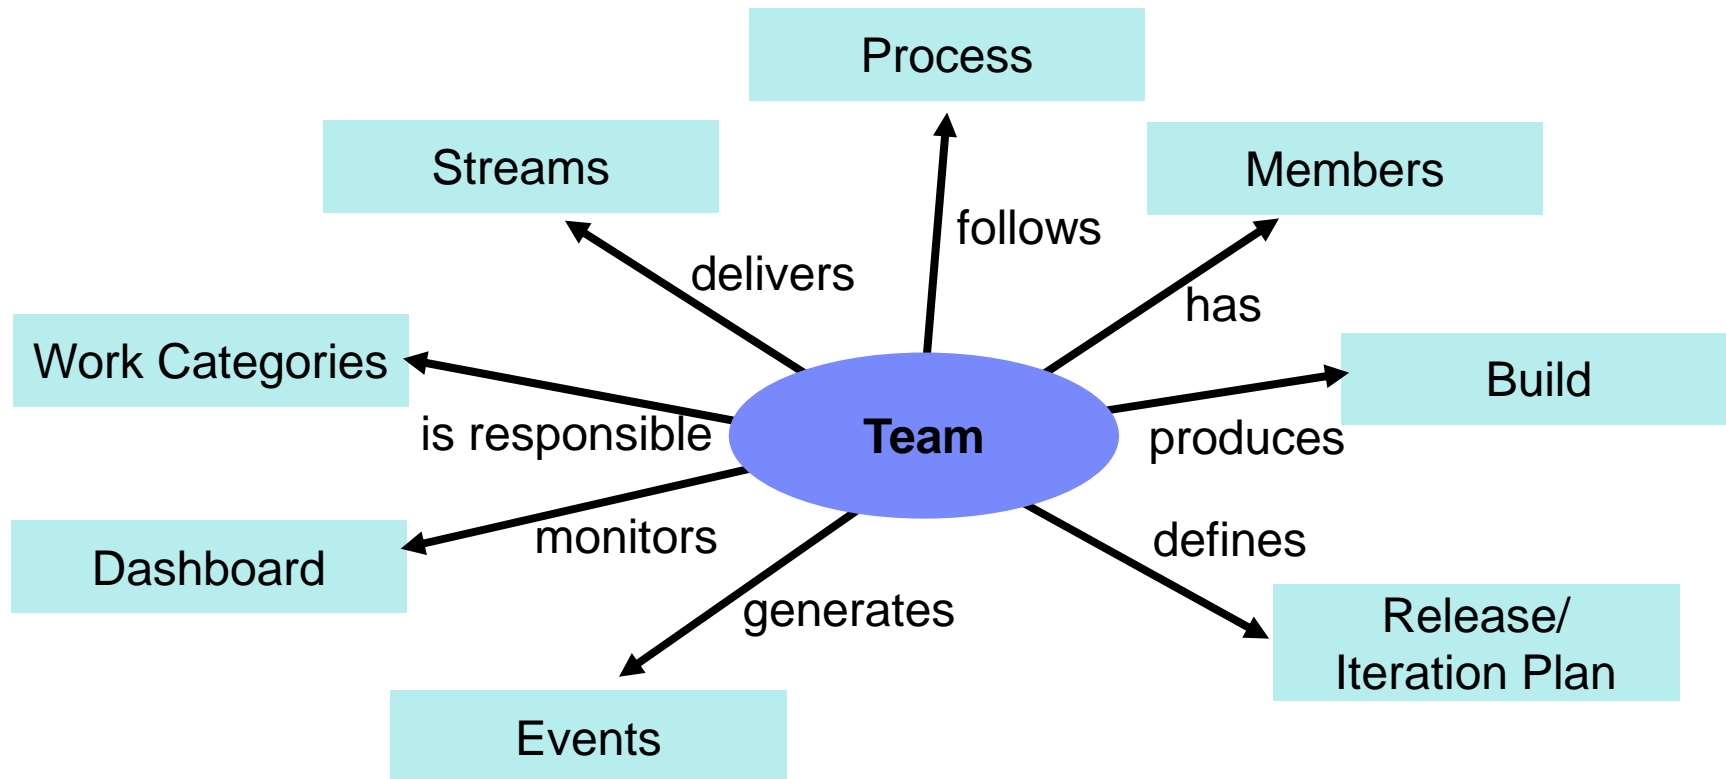 Process
Streams
Members
follows
delivers
has
Work Categories
Build
is responsible
Team
produces
monitors
defines
Dashboard
generates
Release/
Iteration Plan
Events